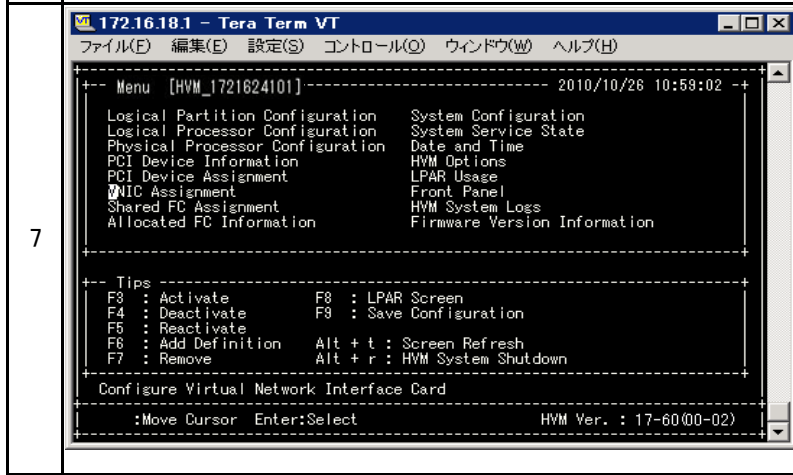 7
172.16.18.1 - Tera Term VT
ファイル(F) 編集(E) 設定(S) コントロール(O) ウィンドウ(W) ヘルプ(H)
+-- Menu [HVM_1721624101]---------------------------- 2010/10/26 10:59:02 -+
Logical Partition Configuration System Configuration
Logical Processor Configuration System Service State
Physical Processor Configuration Date and Time
PCI Device Information HVM Options
PCI Device Assignment LPAR Usage
VNIC Assignment Front Panel
Shared FC Assignment HVM System Logs
Allocated FC Information Firmware Version Information
+-- Tips ---------------------------------------------------------------+
F3 : Activate F8 : LPAR Screen
F4 : Deactivate F9 : Save Configuration
F5 : Reactivate
F6 : Add Definition Alt + t : Screen Refresh
F7 : Remove Alt + r : HVM System Shutdown
Configure Virtual Network Interface Card
:Move Cursor Enter:Select HVM Ver. : 17-60(00-02)